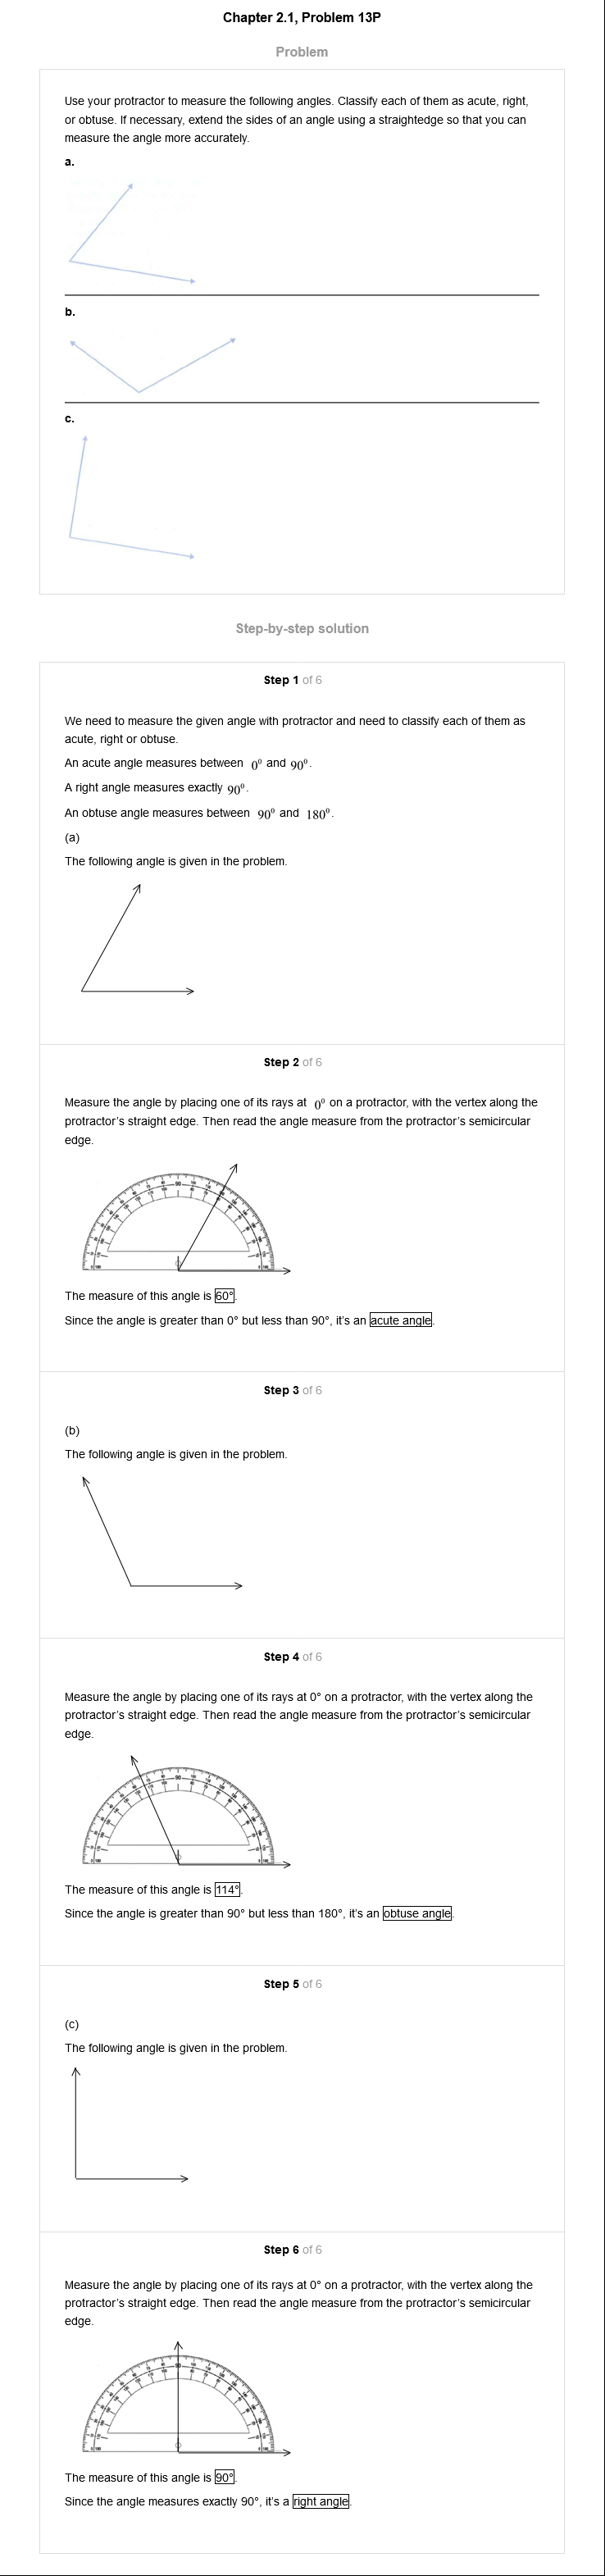 Chapter 2.1, Problem 13P
Problem
Use your protractor to measure the following angles. Classify each of them as acute, right,
or obtuse. If necessary, extend the sides of an angle using a straightedge so that you can
measure the angle more accurately.
a.
b.
c.
Step-by-step solution
Step 1 of 6
We need to measure the given angle with protractor and need to classify each of them as
acute, right or obtuse.
An acute angle measures between 0⁰ and 90⁰.
A right angle measures exactly 90⁰.
An obtuse angle measures between 90⁰ and 180⁰.
(a)
The following angle is given in the problem.
Step 2 of 6
Measure the angle by placing one of its rays at 0⁰ on a protractor, with the vertex along the
protractor’s straight edge. Then read the angle measure from the protractor’s semicircular
edge.
The measure of this angle is 60°.
Since the angle is greater than 0° but less than 90°, it’s an acute angle.
Step 3 of 6
(b)
The following angle is given in the problem.
Step 4 of 6
Measure the angle by placing one of its rays at 0° on a protractor, with the vertex along the
protractor’s straight edge. Then read the angle measure from the protractor’s semicircular
edge.
The measure of this angle is 114°.
Since the angle is greater than 90° but less than 180°, it’s an obtuse angle.
Step 5 of 6
(c)
The following angle is given in the problem.
Step 6 of 6
Measure the angle by placing one of its rays at 0° on a protractor, with the vertex along the
protractor’s straight edge. Then read the angle measure from the protractor’s semicircular
edge.
The measure of this angle is 90°.
Since the angle measures exactly 90°, it’s a right angle.